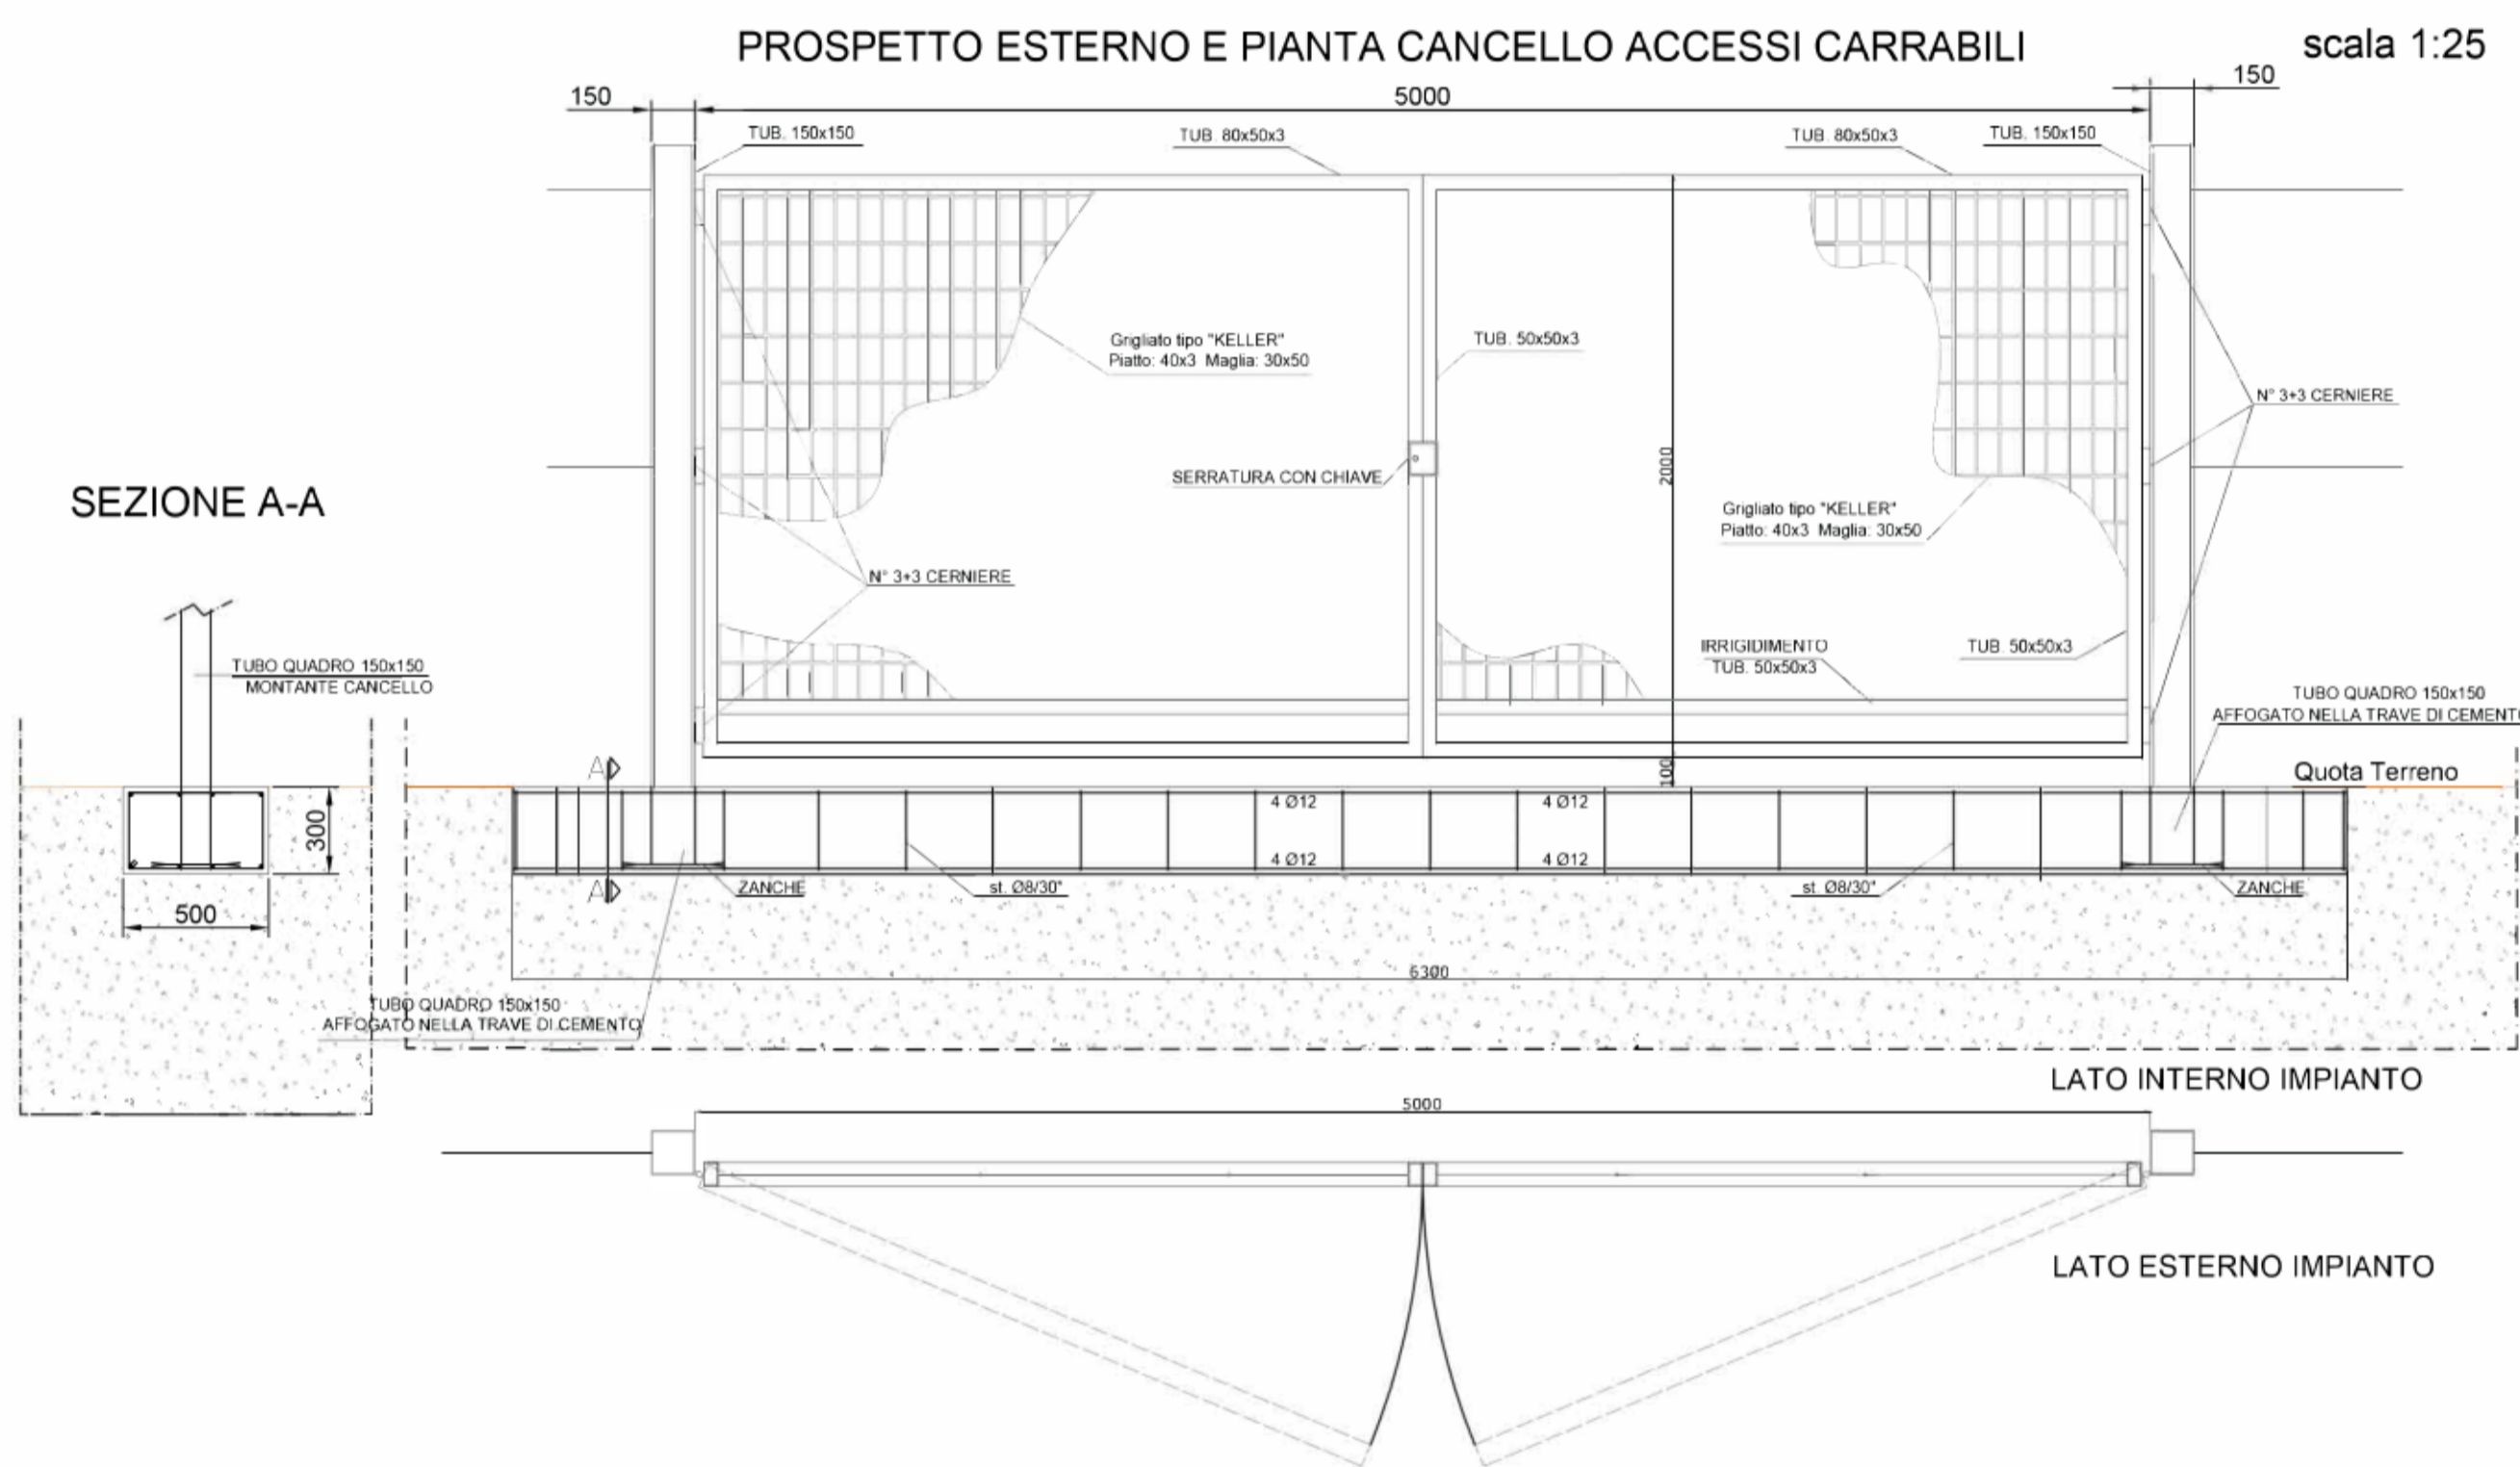 PROSPETTO ESTERNO E PIANTA CANCELLO ACCESSI CARRABILI
scala 1:25
150
5000
150
TUB. 150x150
TUB. 80x50x3
TUB. 80x50x3
TUB. 150x150
Grigliato tipo "KELLER"
Piatto: 40x3 Maglia: 30x50
TUB. 50x50x3
N° 3+3 CERNIERE
SERRATURA CON CHIAVE
2000
SEZIONE A-A
Grigliato tipo "KELLER"
Piatto: 40x3 Maglia: 30x50
N° 3+3 CERNIERE
IRRIGIDIMENTO
TUB. 50x50x3
TUB. 50x50x3
TUBO QUADRO 150x150
MONTANTE CANCELLO
TUBO QUADRO 150x150
AFFOGATO NELLA TRAVE DI CEMENTO
A
100
Quota Terreno
4 Ø12
4 Ø12
300
4 Ø12
4 Ø12
A
ZANCHE
st. Ø8/30"
st. Ø8/30"
ZANCHE
500
6300
TUBO QUADRO 150x150
AFFOGATO NELLA TRAVE DI CEMENTO
LATO INTERNO IMPIANTO
5000
LATO ESTERNO IMPIANTO